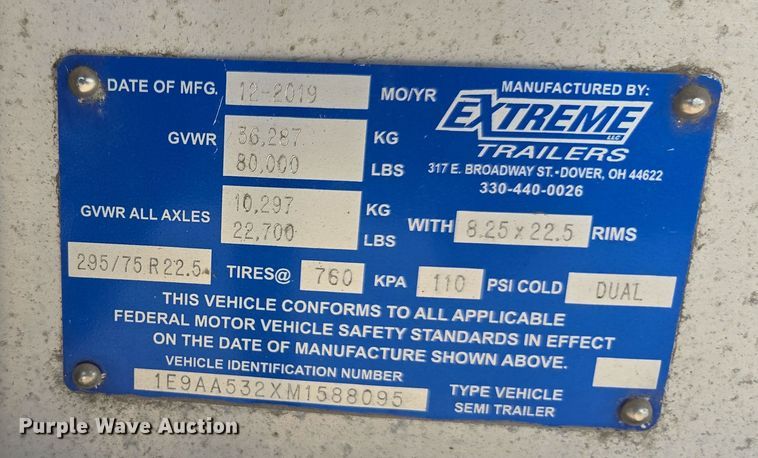 DATE OF MFG. 12-2019 MO/YR
MANUFACTURED BY:
EXTREME LLC
TRAILERS
317 E. BROADWAY ST. • DOVER, OH 44622
330-440-0026
GVWR 36,287 KG
80,000 LBS
GVWR ALL AXLES 10,297 KG
22,700 LBS
WITH 8.25 x 22.5 RIMS
295/75 R 22.5 TIRES@ 760 KPA 110 PSI COLD DUAL
THIS VEHICLE CONFORMS TO ALL APPLICABLE
FEDERAL MOTOR VEHICLE SAFETY STANDARDS IN EFFECT
ON THE DATE OF MANUFACTURE SHOWN ABOVE.
VEHICLE IDENTIFICATION NUMBER
1E9AA532XM1588095
TYPE VEHICLE
SEMI TRAILER
Purple Wave Auction